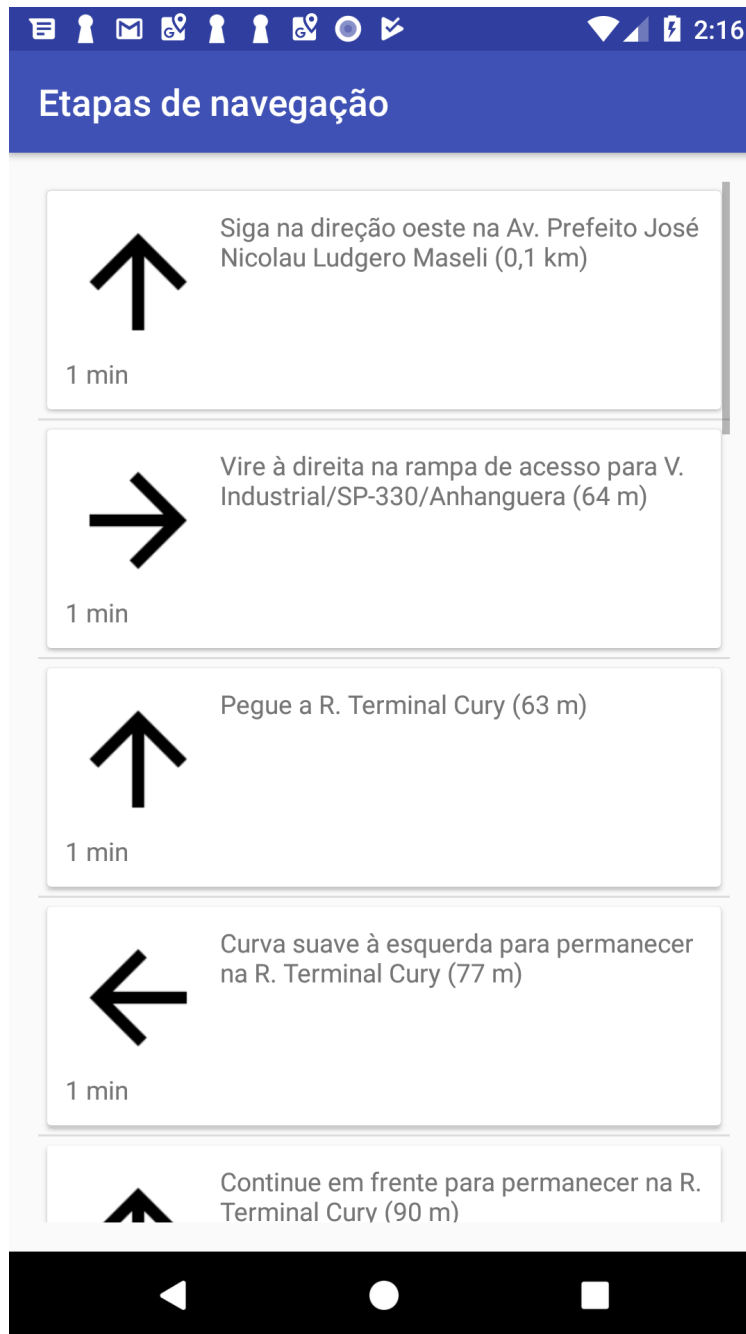 2:16
Etapas de navegação
Siga na direção oeste na Av. Prefeito José
Nicolau Ludgero Maseli (0,1 km)
1 min
Vire à direita na rampa de acesso para V.
Industrial/SP-330/Anhanguera (64 m)
1 min
Pegue a R. Terminal Cury (63 m)
1 min
Curva suave à esquerda para permanecer
na R. Terminal Cury (77 m)
1 min
Continue em frente para permanecer na R.
Terminal Cury (90 m)